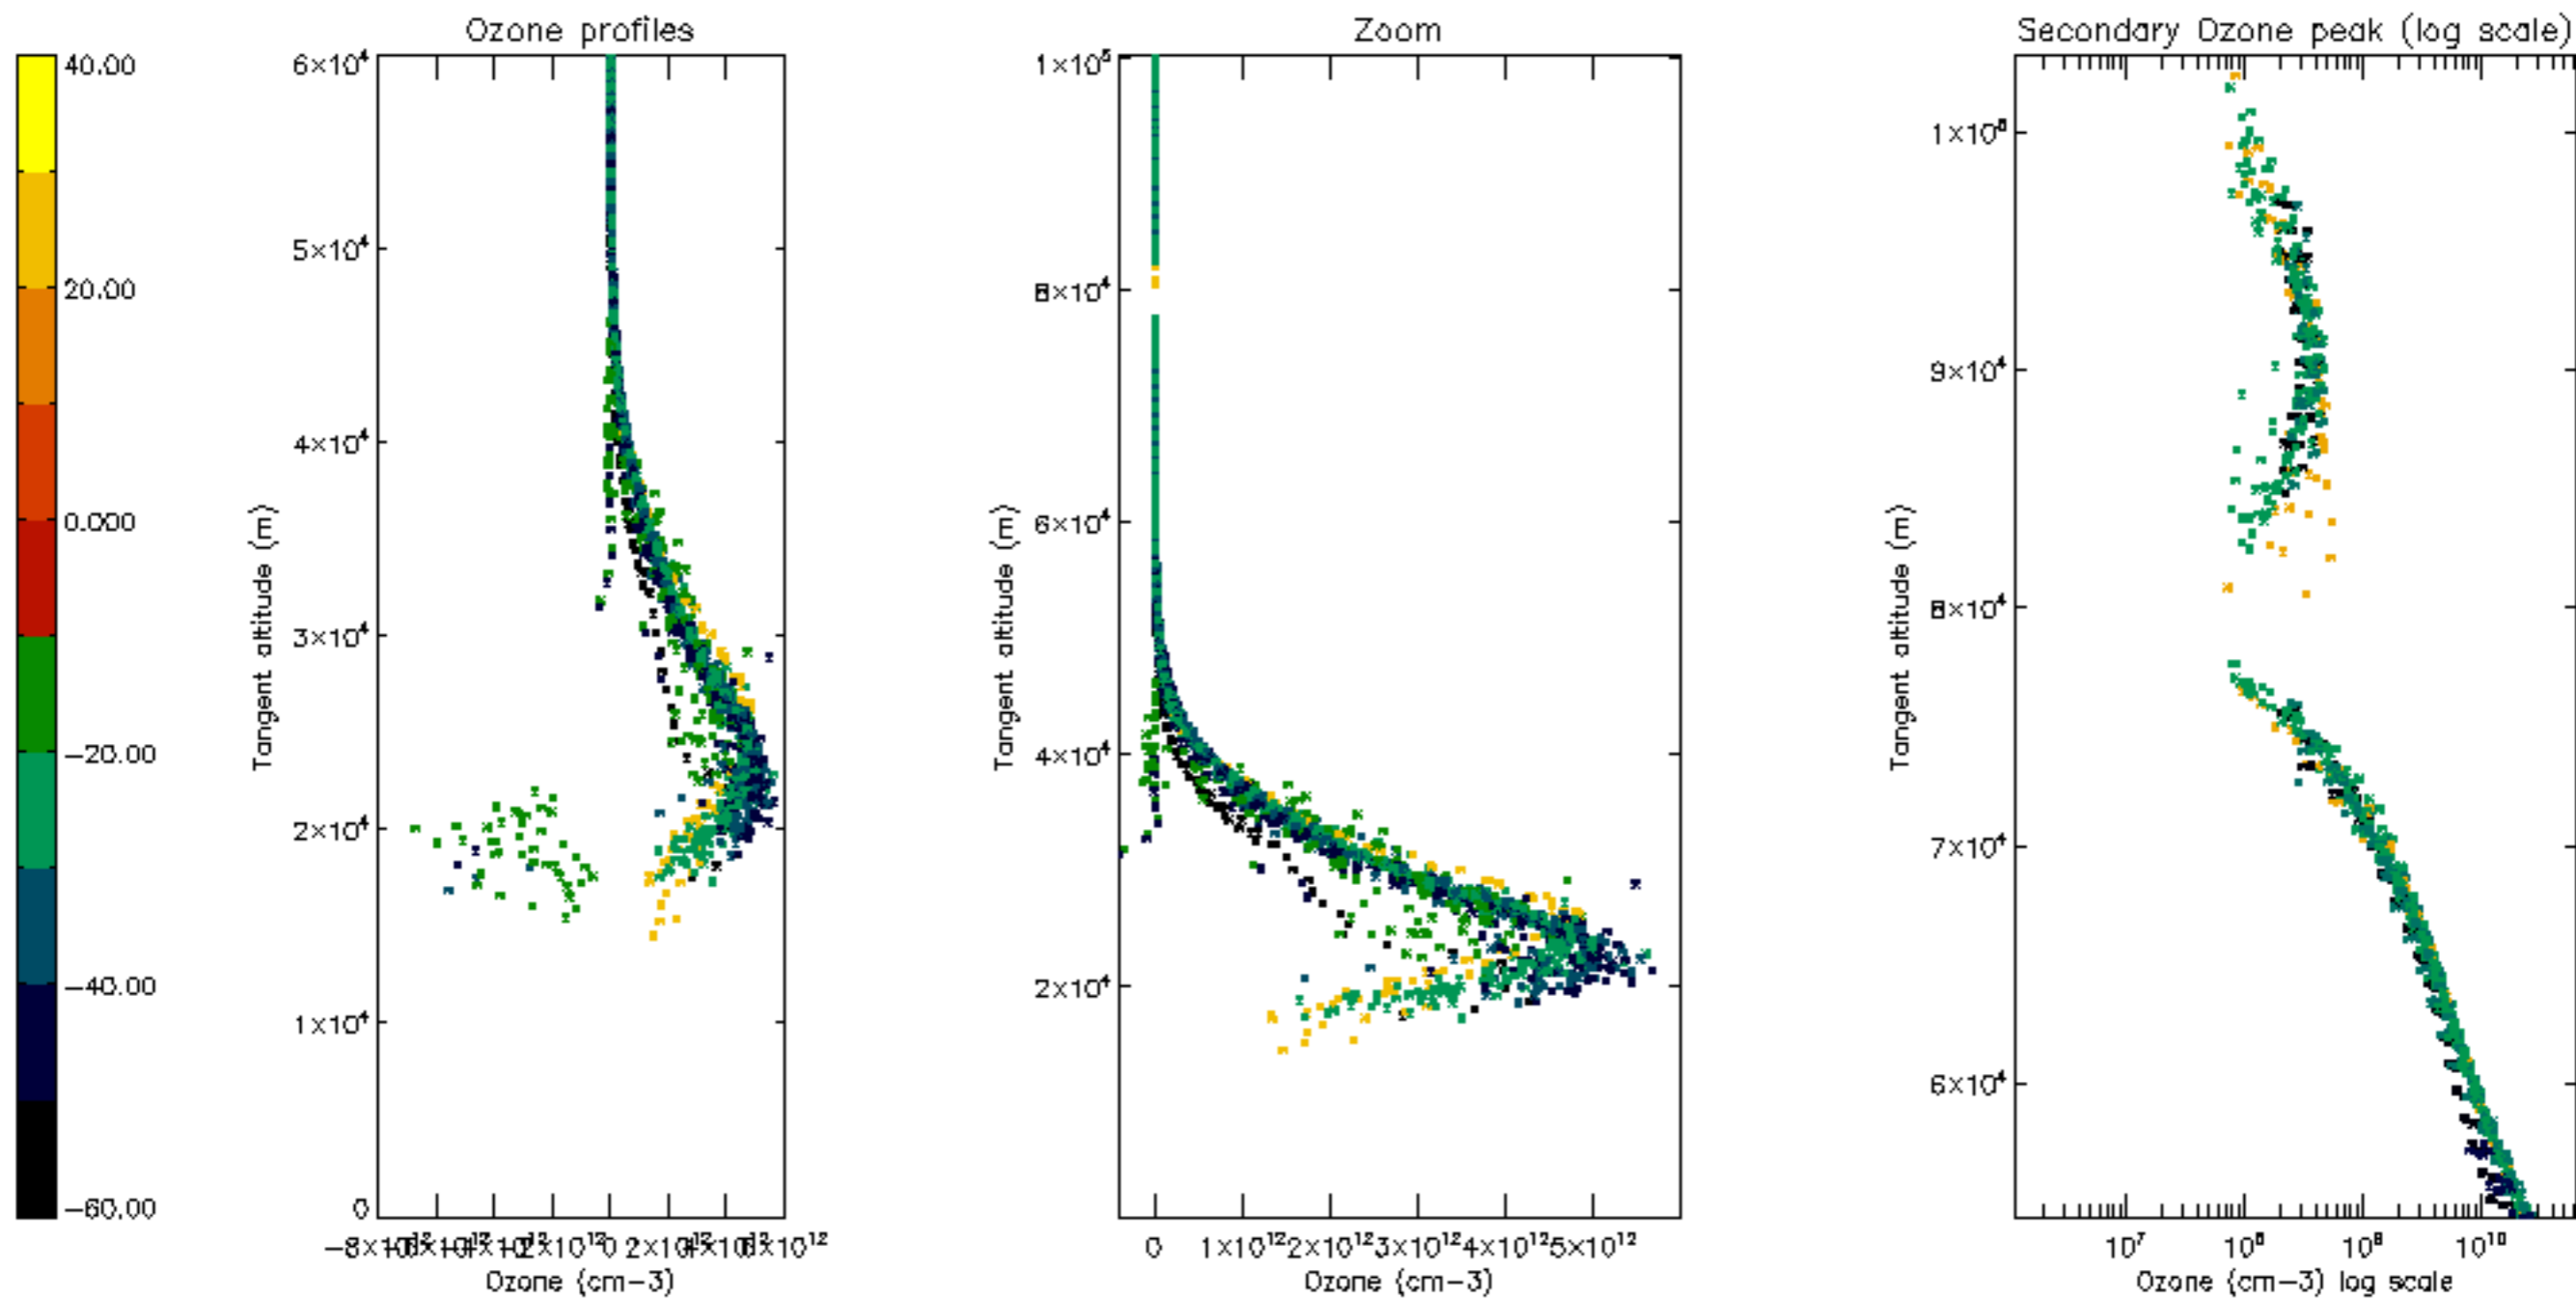 Ozone profiles
Zoom
Secondary Ozone peak (log scale)
40.00
20.00
0.000
−20.00
−40.00
−60.00
6×10⁴
5×10⁴
4×10⁴
3×10⁴
2×10⁴
1×10⁴
0
Tangent altitude (m)
2×10¹²
6×10¹²
Ozone (cm−3)
1×10⁵
8×10⁴
6×10⁴
4×10⁴
2×10⁴
Tangent altitude (m)
0 1×10¹² 2×10¹² 3×10¹² 4×10¹² 5×10¹²
Ozone (cm−3)
1×10⁵
9×10⁴
8×10⁴
7×10⁴
6×10⁴
Tangent altitude (m)
10⁷ 10⁸ 10⁹ 10¹⁰
Ozone (cm−3) log scale